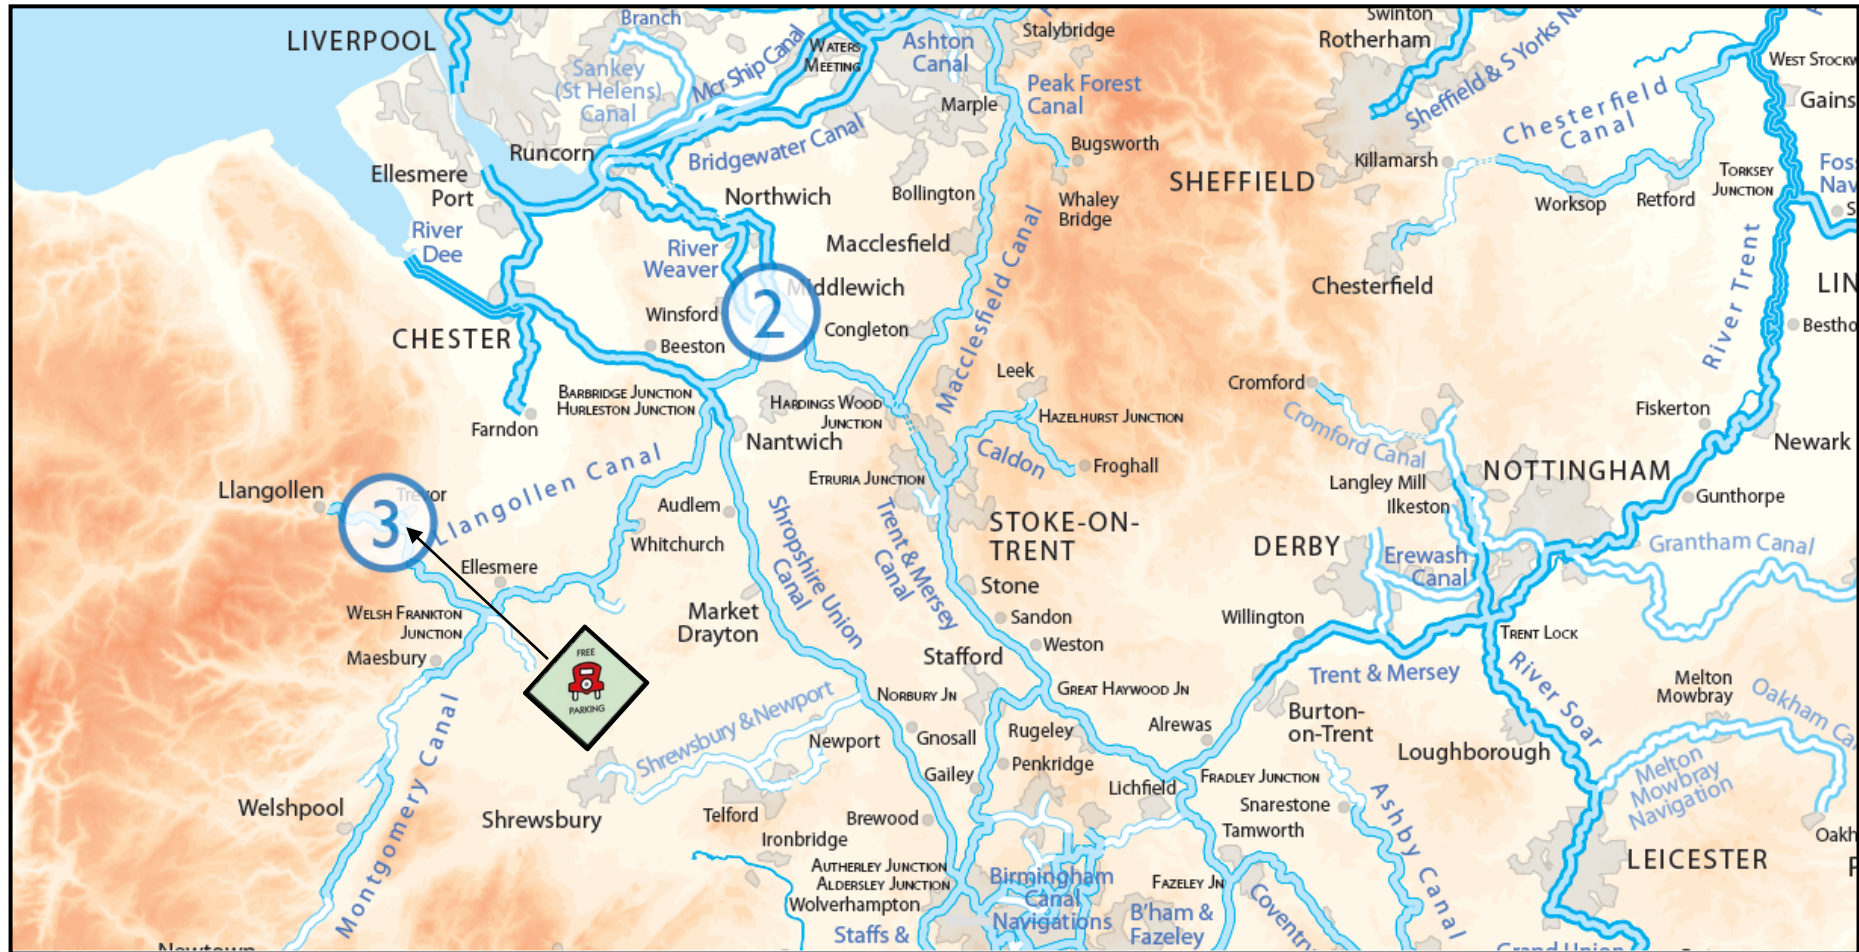 Branch
Swinton
LIVERPOOL
Mcr Ship Canal
WATERS
MEETING
Ashton
Canal
Stalybridge
Rotherham
Sheffield & S Yorks
Sankey
(St Helens)
Canal
Peak Forest
Canal
Marple
Chesterfield
Canal
Gains
Runcorn
Bridgewater Canal
Bugsworth
Killamarsh
Ellesmere
Port
Northwich
Bollington
Whaley
Bridge
SHEFFIELD
Worksop
Retford
TORKSEY
JUNCTION
River
Dee
River
Weaver
Macclesfield
Macclesfield Canal
Middlewich
2
Winsford
Congleton
Chesterfield
River Trent
LIN
Bestho
CHESTER
Beeston
Leek
Cromford
BARBRIDGE JUNCTION
HURLESTON JUNCTION
HARDINGS WOOD
JUNCTION
HAZELHURST JUNCTION
Cromford Canal
Fiskerton
Farndon
Nantwich
Caldon
Froghall
Newark
Llangollen Canal
ETRURIA JUNCTION
Langley Mill
Ilkeston
NOTTINGHAM
Gunthorpe
Llangollen
Trevor
3
Audlem
Whitchurch
Shropshire Union
Canal
Trent & Mersey
Canal
STOKE-ON-
TRENT
DERBY
Erewash
Canal
Grantham Canal
Ellesmere
Stone
WELSH FRANKTON
JUNCTION
Market
Drayton
Sandon
Willington
TRENT LOCK
Maesbury
FREE
PARKING
Stafford
Weston
Trent & Mersey
River Soar
Melton
Mowbray
Oakham
NORBURY JN
GREAT HAYWOOD JN
Shrewsbury & Newport
Newport
Gnosall
Rugeley
Alrewas
Burton-
on-Trent
Loughborough
Montgomery Canal
Gailey
Penkridge
Lichfield
FRADLEY JUNCTION
Melton
Mowbray
Navigation
Welshpool
Shrewsbury
Telford
Brewood
Snarestone
Ashby Canal
Ironbridge
Tamworth
Oakh
LEICESTER
AUTHERLEY JUNCTION
ALDERSLEY JUNCTION
Wolverhampton
Birmingham
Canal
Navigations
FAZELEY JN
Coventry
Staffs &
B'ham &
Fazeley
Newtown
Grand Union